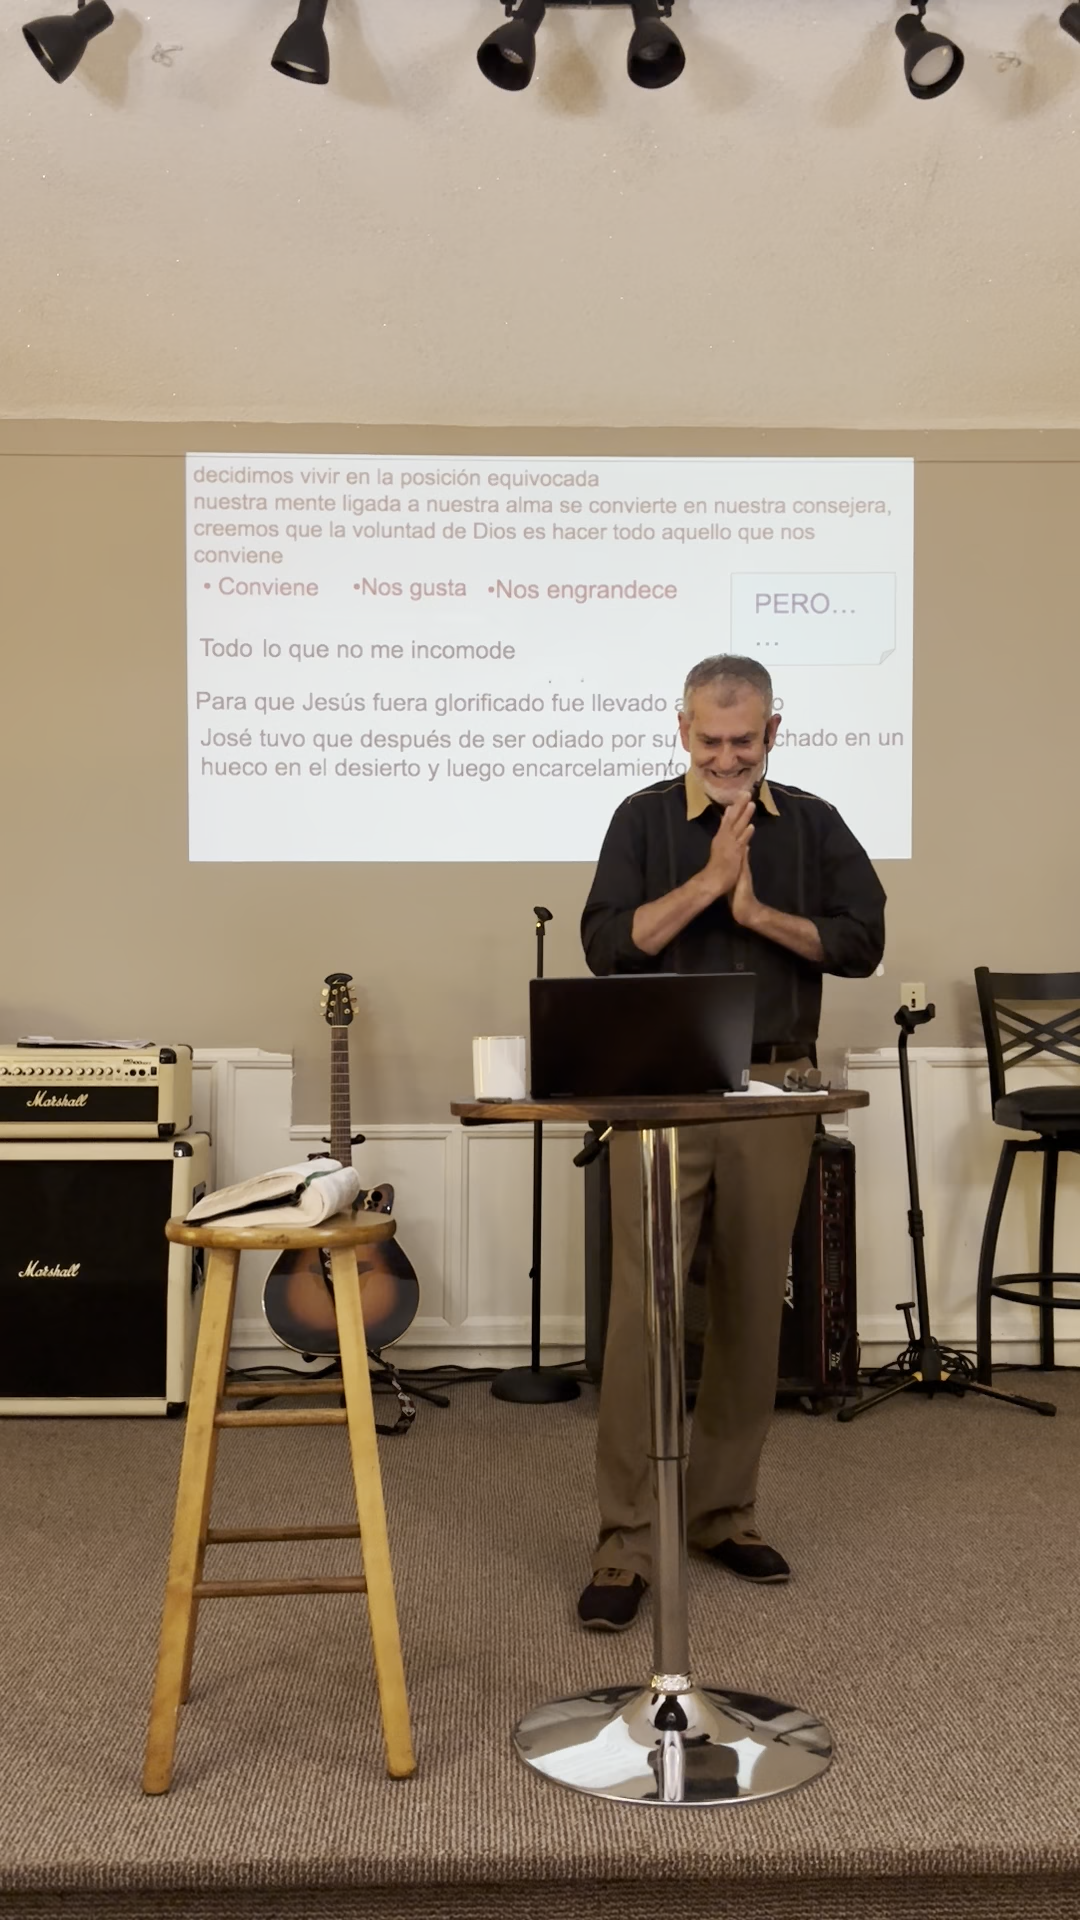 decidimos vivir en la posición equivocada
nuestra mente ligada a nuestra alma se convierte en nuestra consejera,
creemos que la voluntad de Dios es hacer todo aquello que nos
conviene
• Conviene •Nos gusta •Nos engrandece
PERO...
...
Todo lo que no me incomode
Para que Jesús fuera glorificado fue llevado
José tuvo que después de ser odiado por su en un
hueco en el desierto y luego encarcelamiento
Marshall
Marshall